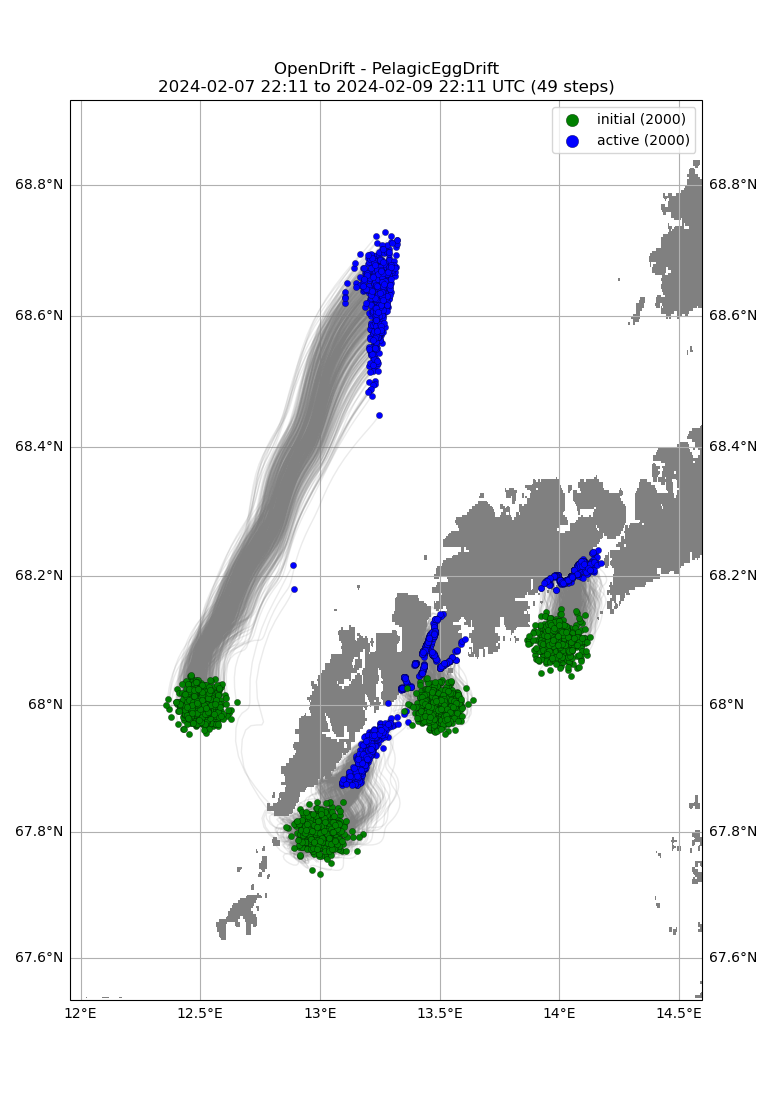 OpenDrift - PelagicEggDrift
2024-02-07 22:11 to 2024-02-09 22:11 UTC (49 steps)
initial (2000)
active (2000)
68.8°N
68.8°N
68.6°N
68.6°N
68.4°N
68.4°N
68.2°N
68.2°N
68°N
68°N
67.8°N
67.8°N
67.6°N
67.6°N
12°E
12.5°E
13°E
13.5°E
14°E
14.5°E